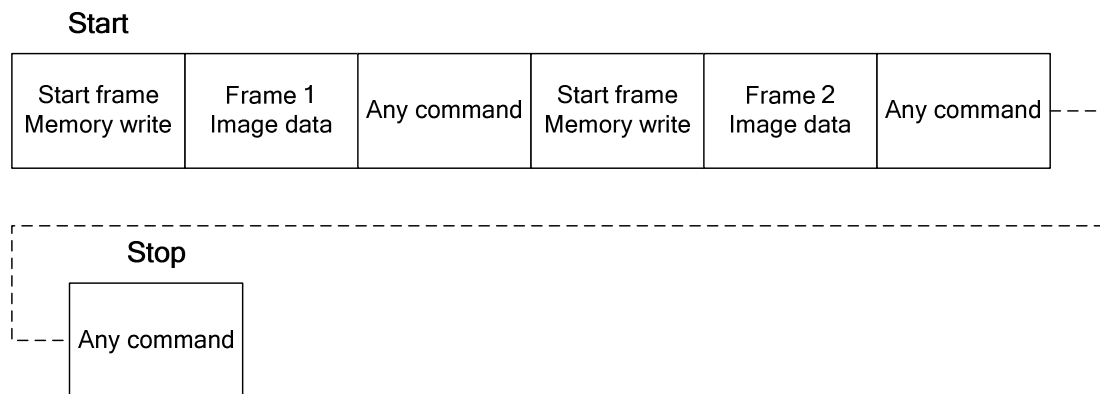 Start
Start frame
Memory write
Frame 1
Image data
Any command
Start frame
Memory write
Frame 2
Image data
Any command
Stop
Any command